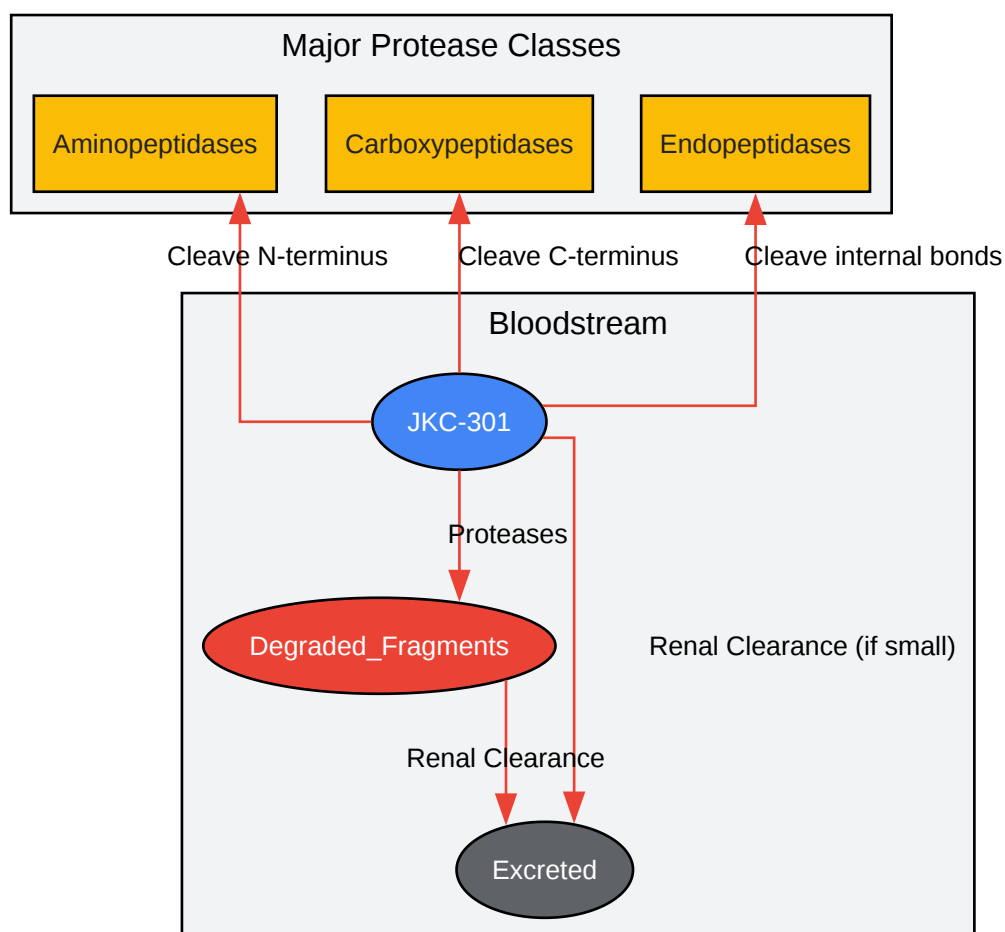 Major Protease Classes
Aminopeptidases
Carboxypeptidases
Endopeptidases
Cleave N-terminus
Cleave C-terminus
Cleave internal bonds
Bloodstream
JKC-301
Proteases
Degraded_Fragments
Renal Clearance (if small)
Renal Clearance
Excreted